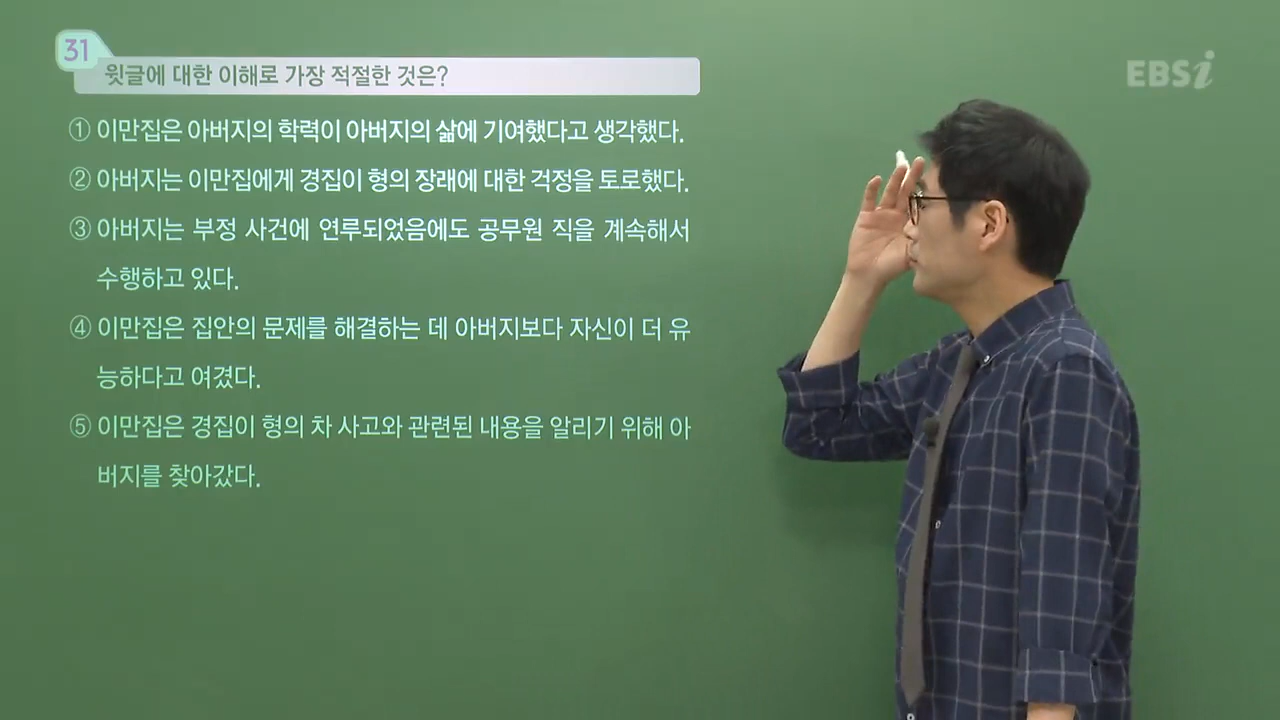 31
윗글에 대한 이해로 가장 적절한 것은?
EBSi
① 이만집은 아버지의 학력이 아버지의 삶에 기여했다고 생각했다.
② 아버지는 이만집에게 경집이 형의 장래에 대한 걱정을 토로했다.
③ 아버지는 부정 사건에 연루되었음에도 공무원 직을 계속해서
수행하고 있다.
④ 이만집은 집안의 문제를 해결하는 데 아버지보다 자신이 더 유
능하다고 여겼다.
⑤ 이만집은 경집이 형의 차 사고와 관련된 내용을 알리기 위해 아
버지를 찾아갔다.